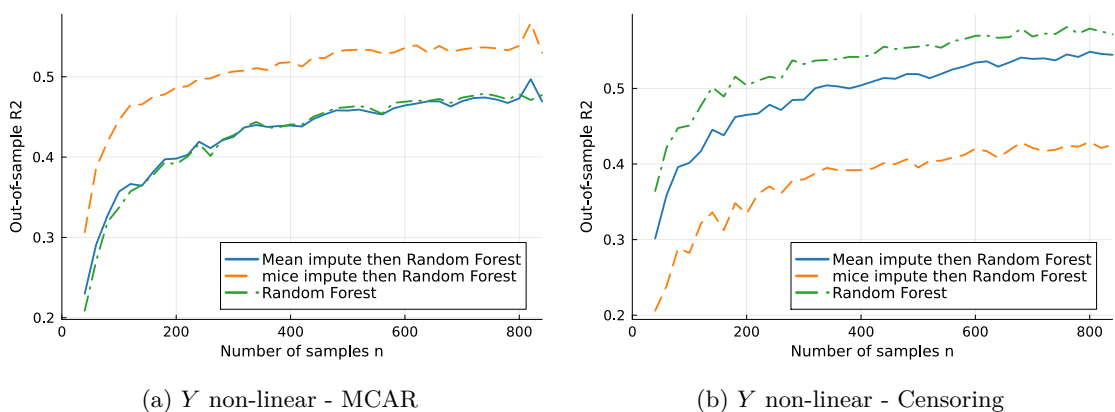 Out-of-sample R2
0.5
0.4
0.3
0.2
0
200
400
600
800
Number of samples n
Mean impute then Random Forest
mice impute then Random Forest
Random Forest
(a) Y non-linear - MCAR
Out-of-sample R2
0.5
0.4
0.3
0.2
0
200
400
600
800
Number of samples n
Mean impute then Random Forest
mice impute then Random Forest
Random Forest
(b) Y non-linear - Censoring